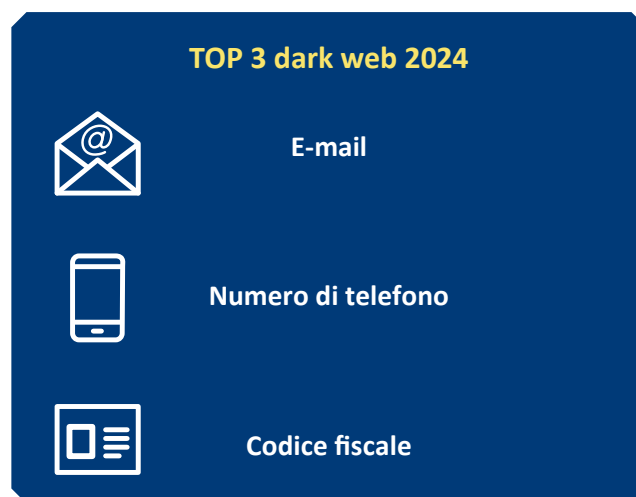 TOP 3 dark web 2024
@
E-mail
Numero di telefono
Codice fiscale